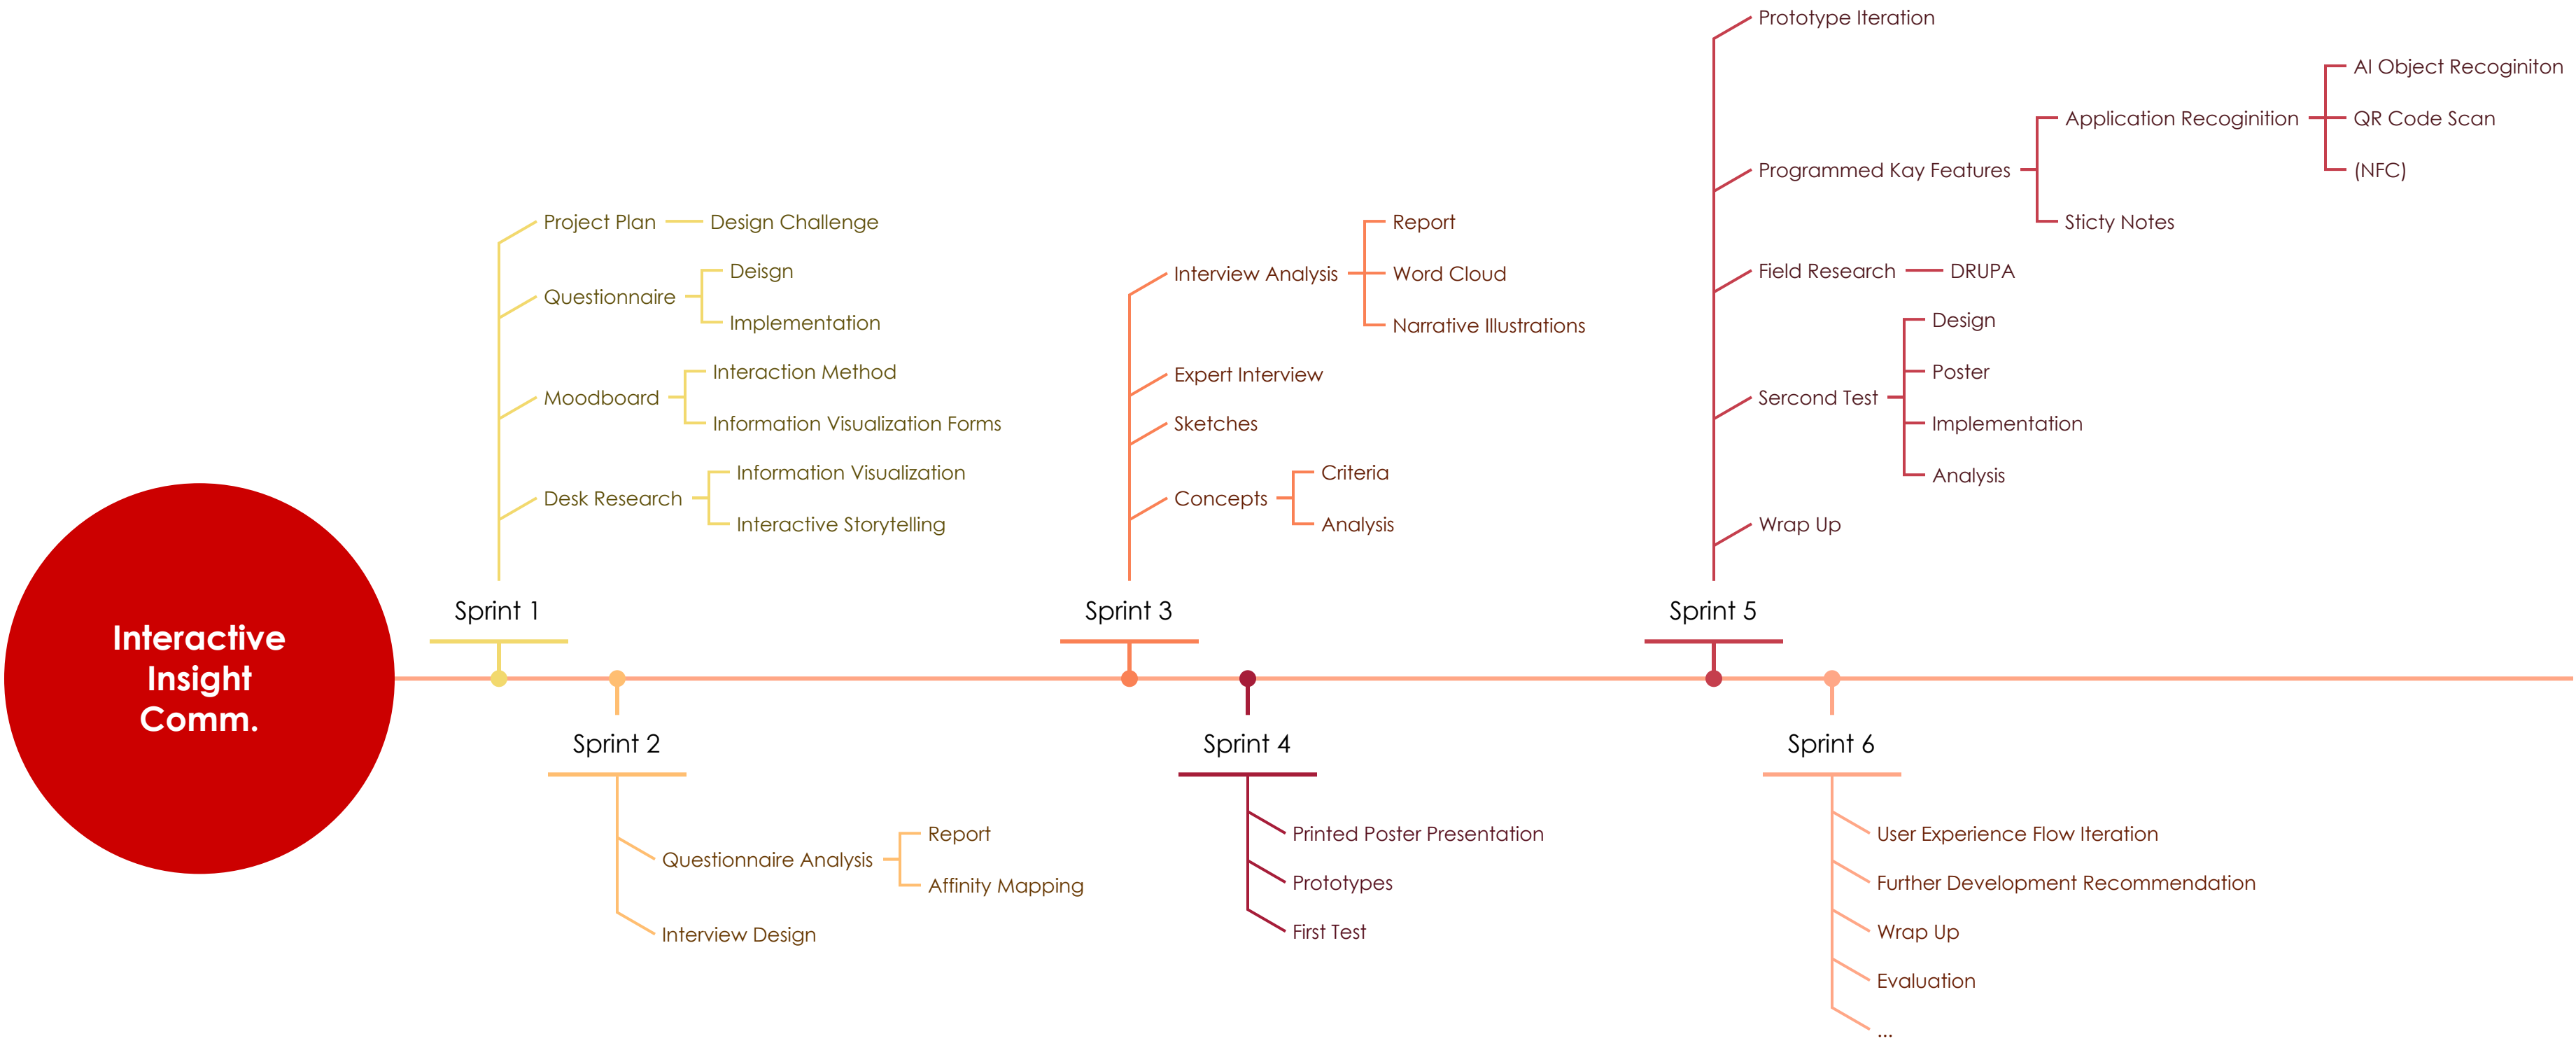 Interactive
Insight
Comm.
Sprint 1
Project Plan
Design Challenge
Questionnaire
Deisgn
Implementation
Moodboard
Interaction Method
Information Visualization Forms
Desk Research
Information Visualization
Interactive Storytelling
Sprint 2
Questionnaire Analysis
Report
Affinity Mapping
Interview Design
Sprint 3
Interview Analysis
Report
Word Cloud
Narrative Illustrations
Expert Interview
Sketches
Concepts
Criteria
Analysis
Sprint 4
Printed Poster Presentation
Prototypes
First Test
Sprint 5
Prototype Iteration
Programmed Kay Features
Application Recoginition
AI Object Recoginiton
QR Code Scan
(NFC)
Sticty Notes
Field Research
DRUPA
Sercond Test
Design
Poster
Implementation
Analysis
Wrap Up
Sprint 6
User Experience Flow Iteration
Further Development Recommendation
Wrap Up
Evaluation
...